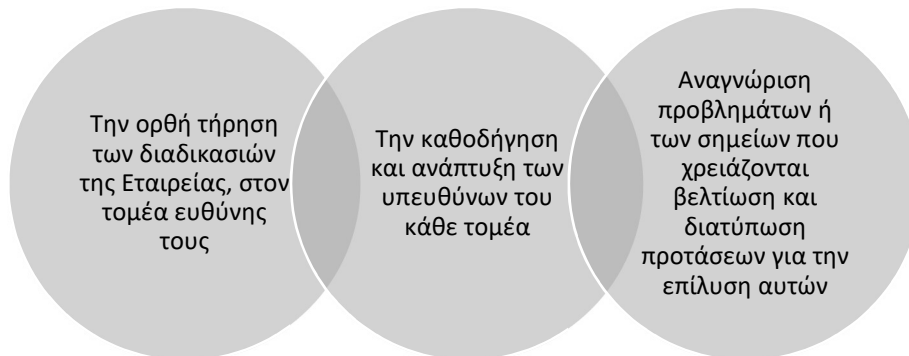 Την ορθή τήρηση
των διαδικασιών
της Εταιρείας, στον
τομέα ευθύνης
τους
Την καθοδήγηση
και ανάπτυξη των
υπευθύνων του
κάθε τομέα
Αναγνώριση
προβλημάτων ή
των σημείων που
χρειάζονται
βελτίωση και
διατύπωση
προτάσεων για την
επίλυση αυτών